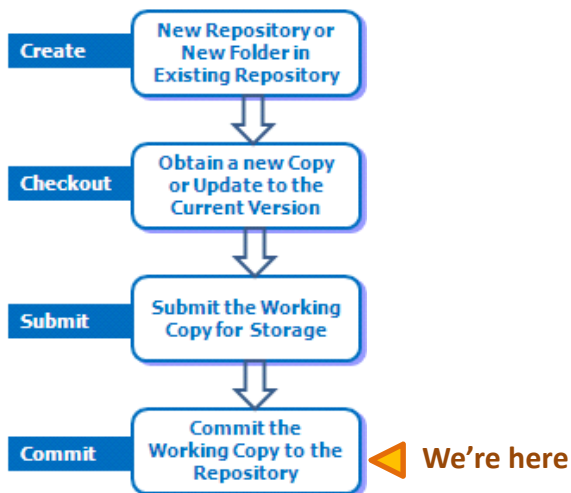 Create
New Repository or
New Folder in
Existing Repository
Checkout
Obtain a new Copy
or Update to the
Current Version
Submit
Submit the Working
Copy for Storage
Commit
Commit the
Working Copy to the
Repository
We're here